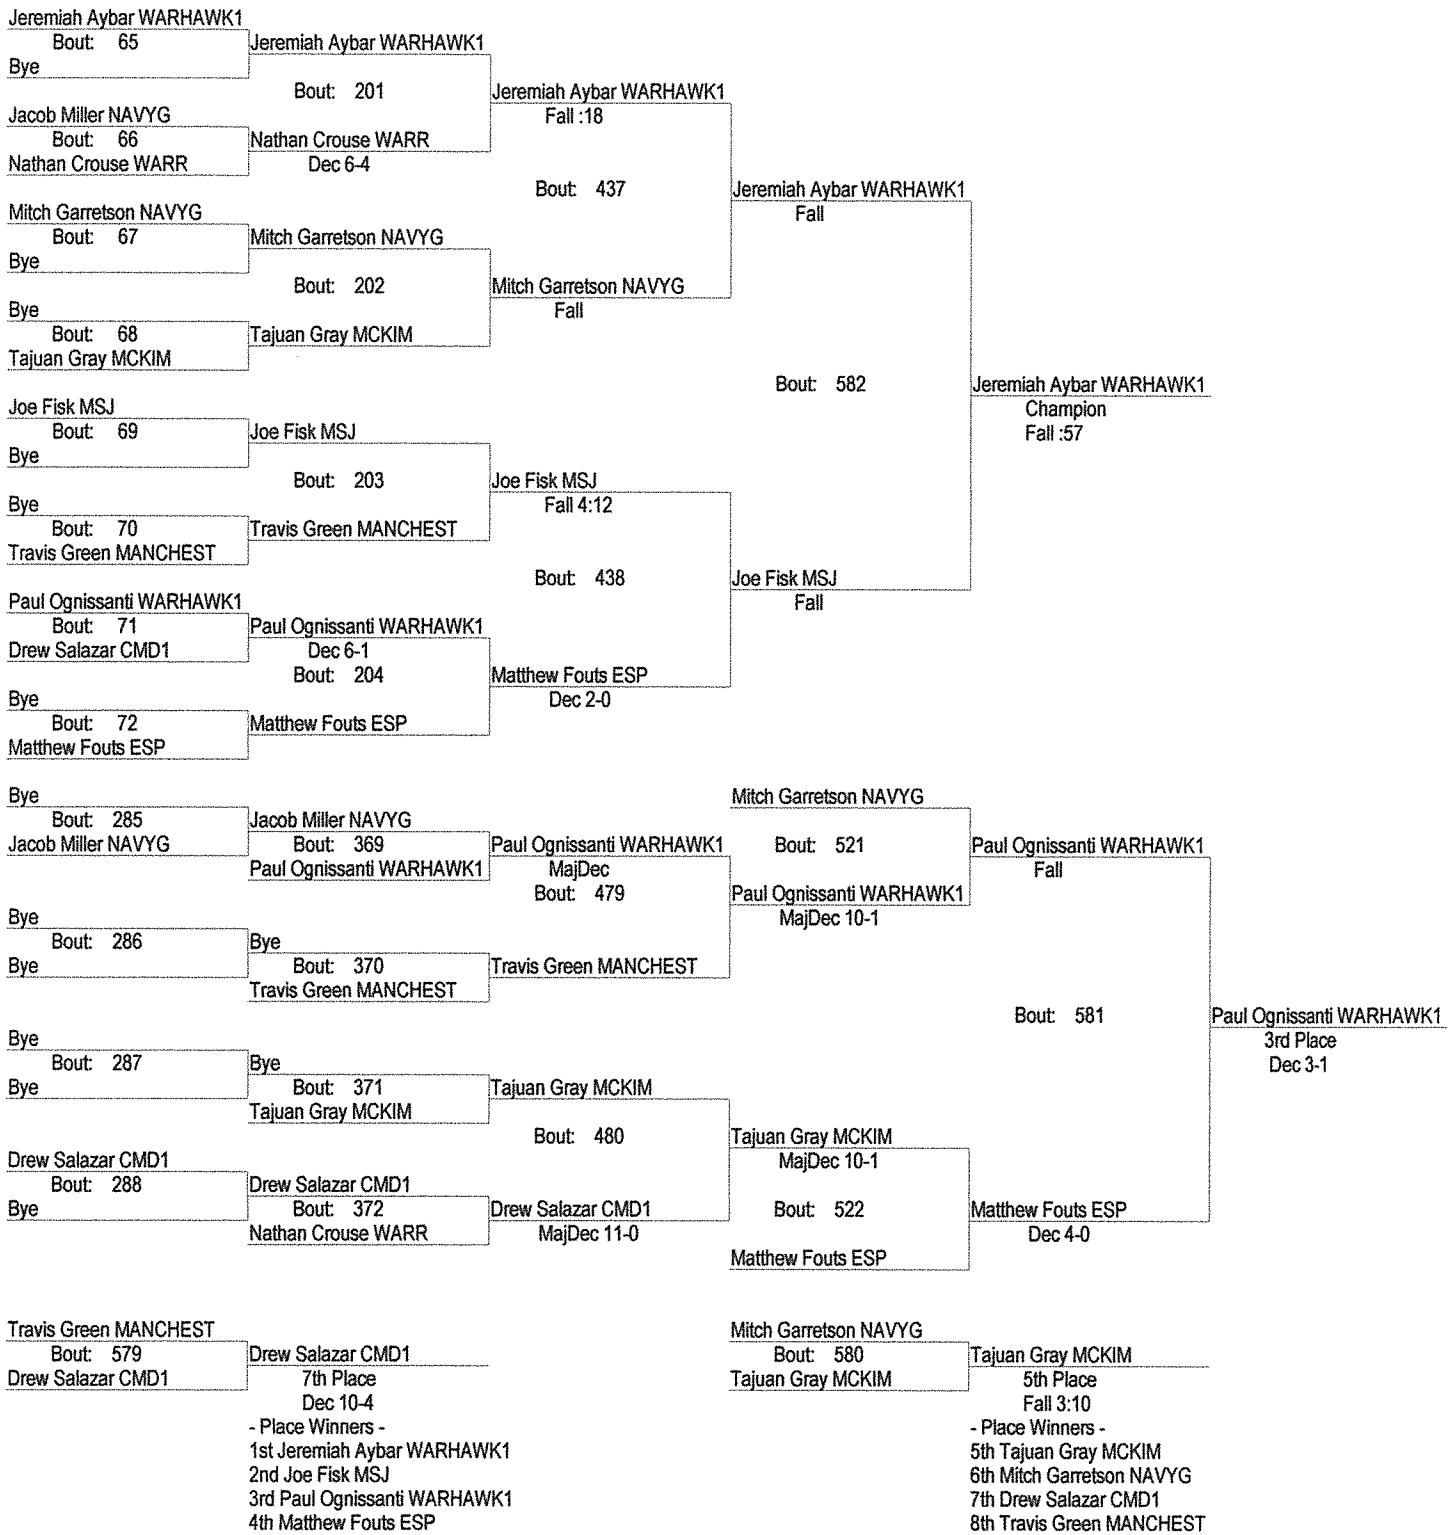 Jeremiah Aybar WARHAWK1
Bout: 65
Jeremiah Aybar WARHAWK1
Bye
Bout: 201
Jeremiah Aybar WARHAWK1
Jacob Miller NAVYG
Fall :18
Bout: 66
Nathan Crouse WARR
Nathan Crouse WARR
Dec 6-4
Bout: 437
Jeremiah Aybar WARHAWK1
Mitch Garretson NAVYG
Fall
Bout: 67
Mitch Garretson NAVYG
Bye
Bout: 202
Mitch Garretson NAVYG
Bye
Fall
Bout: 68
Tajuan Gray MCKIM
Tajuan Gray MCKIM
Bout: 582
Jeremiah Aybar WARHAWK1
Joe Fisk MSJ
Champion
Bout: 69
Joe Fisk MSJ
Fall :57
Bye
Bout: 203
Joe Fisk MSJ
Bye
Fall 4:12
Bout: 70
Travis Green MANCHEST
Travis Green MANCHEST
Bout: 438
Joe Fisk MSJ
Paul Ognissanti WARHAWK1
Fall
Bout: 71
Paul Ognissanti WARHAWK1
Drew Salazar CMD1
Dec 6-1
Bout: 204
Matthew Fouts ESP
Bye
Dec 2-0
Bout: 72
Matthew Fouts ESP
Matthew Fouts ESP
Bye
Mitch Garretson NAVYG
Bout: 285
Jacob Miller NAVYG
Jacob Miller NAVYG
Bout: 369
Paul Ognissanti WARHAWK1
Bout: 521
Paul Ognissanti WARHAWK1
Paul Ognissanti WARHAWK1
MajDec
Fall
Bout: 479
Paul Ognissanti WARHAWK1
Bye
MajDec 10-1
Bout: 286
Bye
Bye
Bout: 370
Travis Green MANCHEST
Travis Green MANCHEST
Bout: 581
Paul Ognissanti WARHAWK1
Bye
3rd Place
Bout: 287
Bye
Dec 3-1
Bye
Bout: 371
Tajuan Gray MCKIM
Tajuan Gray MCKIM
Bout: 480
Tajuan Gray MCKIM
Drew Salazar CMD1
MajDec 10-1
Bout: 288
Drew Salazar CMD1
Bye
Bout: 372
Drew Salazar CMD1
Bout: 522
Matthew Fouts ESP
Nathan Crouse WARR
MajDec 11-0
Dec 4-0
Matthew Fouts ESP
Travis Green MANCHEST
Mitch Garretson NAVYG
Bout: 579
Drew Salazar CMD1
Bout: 580
Tajuan Gray MCKIM
Drew Salazar CMD1
7th Place
Tajuan Gray MCKIM
5th Place
Dec 10-4
Fall 3:10
- Place Winners -
- Place Winners -
1st Jeremiah Aybar WARHAWK1
5th Tajuan Gray MCKIM
2nd Joe Fisk MSJ
6th Mitch Garretson NAVYG
3rd Paul Ognissanti WARHAWK1
7th Drew Salazar CMD1
4th Matthew Fouts ESP
8th Travis Green MANCHEST